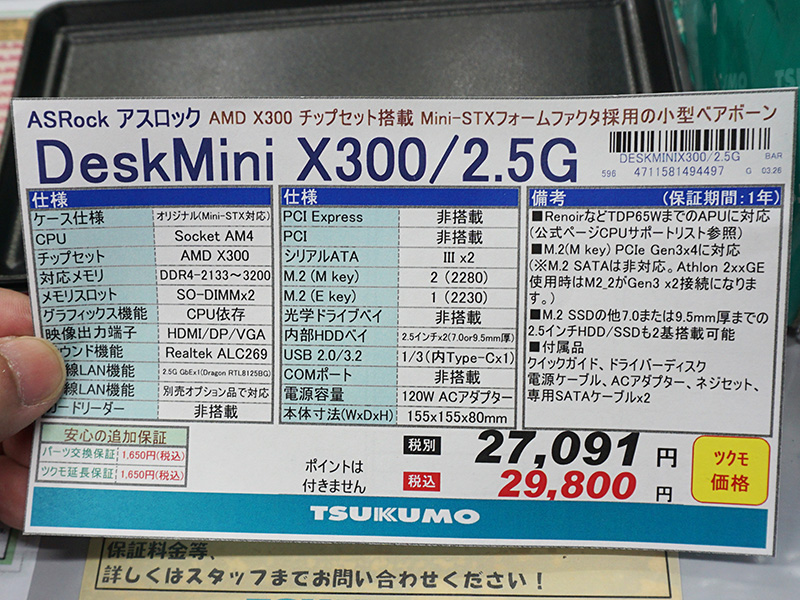 ASRock アスロック AMD X300 チップセット搭載 Mini-STXフォームファクタ採用の小型ベアボーン
DeskMini X300/2.5G
DESKMINIX300/2.5G BAR
596 4711581494497 G 03.26
仕様
ケース仕様 オリジナル(Mini-STX対応)
CPU Socket AM4
チップセット AMD X300
対応メモリ DDR4-2133～3200
メモリスロット SO-DIMMx2
グラフィックス機能 CPU依存
映像出力端子 HDMI/DP/VGA
ウンド機能 Realtek ALC269
線LAN機能 2.5G GbEx1(Dragon RTL8125BG)
線LAN機能 別売オプション品で対応
ードリーダー 非搭載
仕様
PCI Express 非搭載
PCI 非搭載
シリアルATA III x2
M.2 (M key) 2 (2280)
M.2 (E key) 1 (2230)
光学ドライブベイ 非搭載
内部HDDベイ 2.5インチx2(7.0or9.5mm厚)
USB 2.0/3.2 1/3(内Type-Cx1)
COMポート 非搭載
電源容量 120W ACアダプター
本体寸法(WxDxH) 155x155x80mm
備考 (保証期間:1年)
■RenoirなどTDP65WまでのAPUに対応
(公式ページCPUサポートリスト参照)
■M.2(M key) PCIe Gen3x4に対応
(※M.2 SATAは非対応。Athlon 2xxGE
使用時はM2_2がGen3 x2接続になりま
す。)
■M.2 SSDの他7.0または9.5mm厚までの
2.5インチHDD/SSDも2基搭載可能
■付属品
クイックガイド、ドライバーディスク
電源ケーブル、ACアダプター、ネジセット、
専用SATAケーブルx2
安心の追加保証
パーツ交換保証 1,650円(税込)
ツクモ延長保証 1,650円(税込)
ポイントは
付きません
税別 27,091 円
税込 29,800 円
ツクモ
価格
TSUKUMO
保証料金等、
詳しくはスタッフまでお問い合わせください！